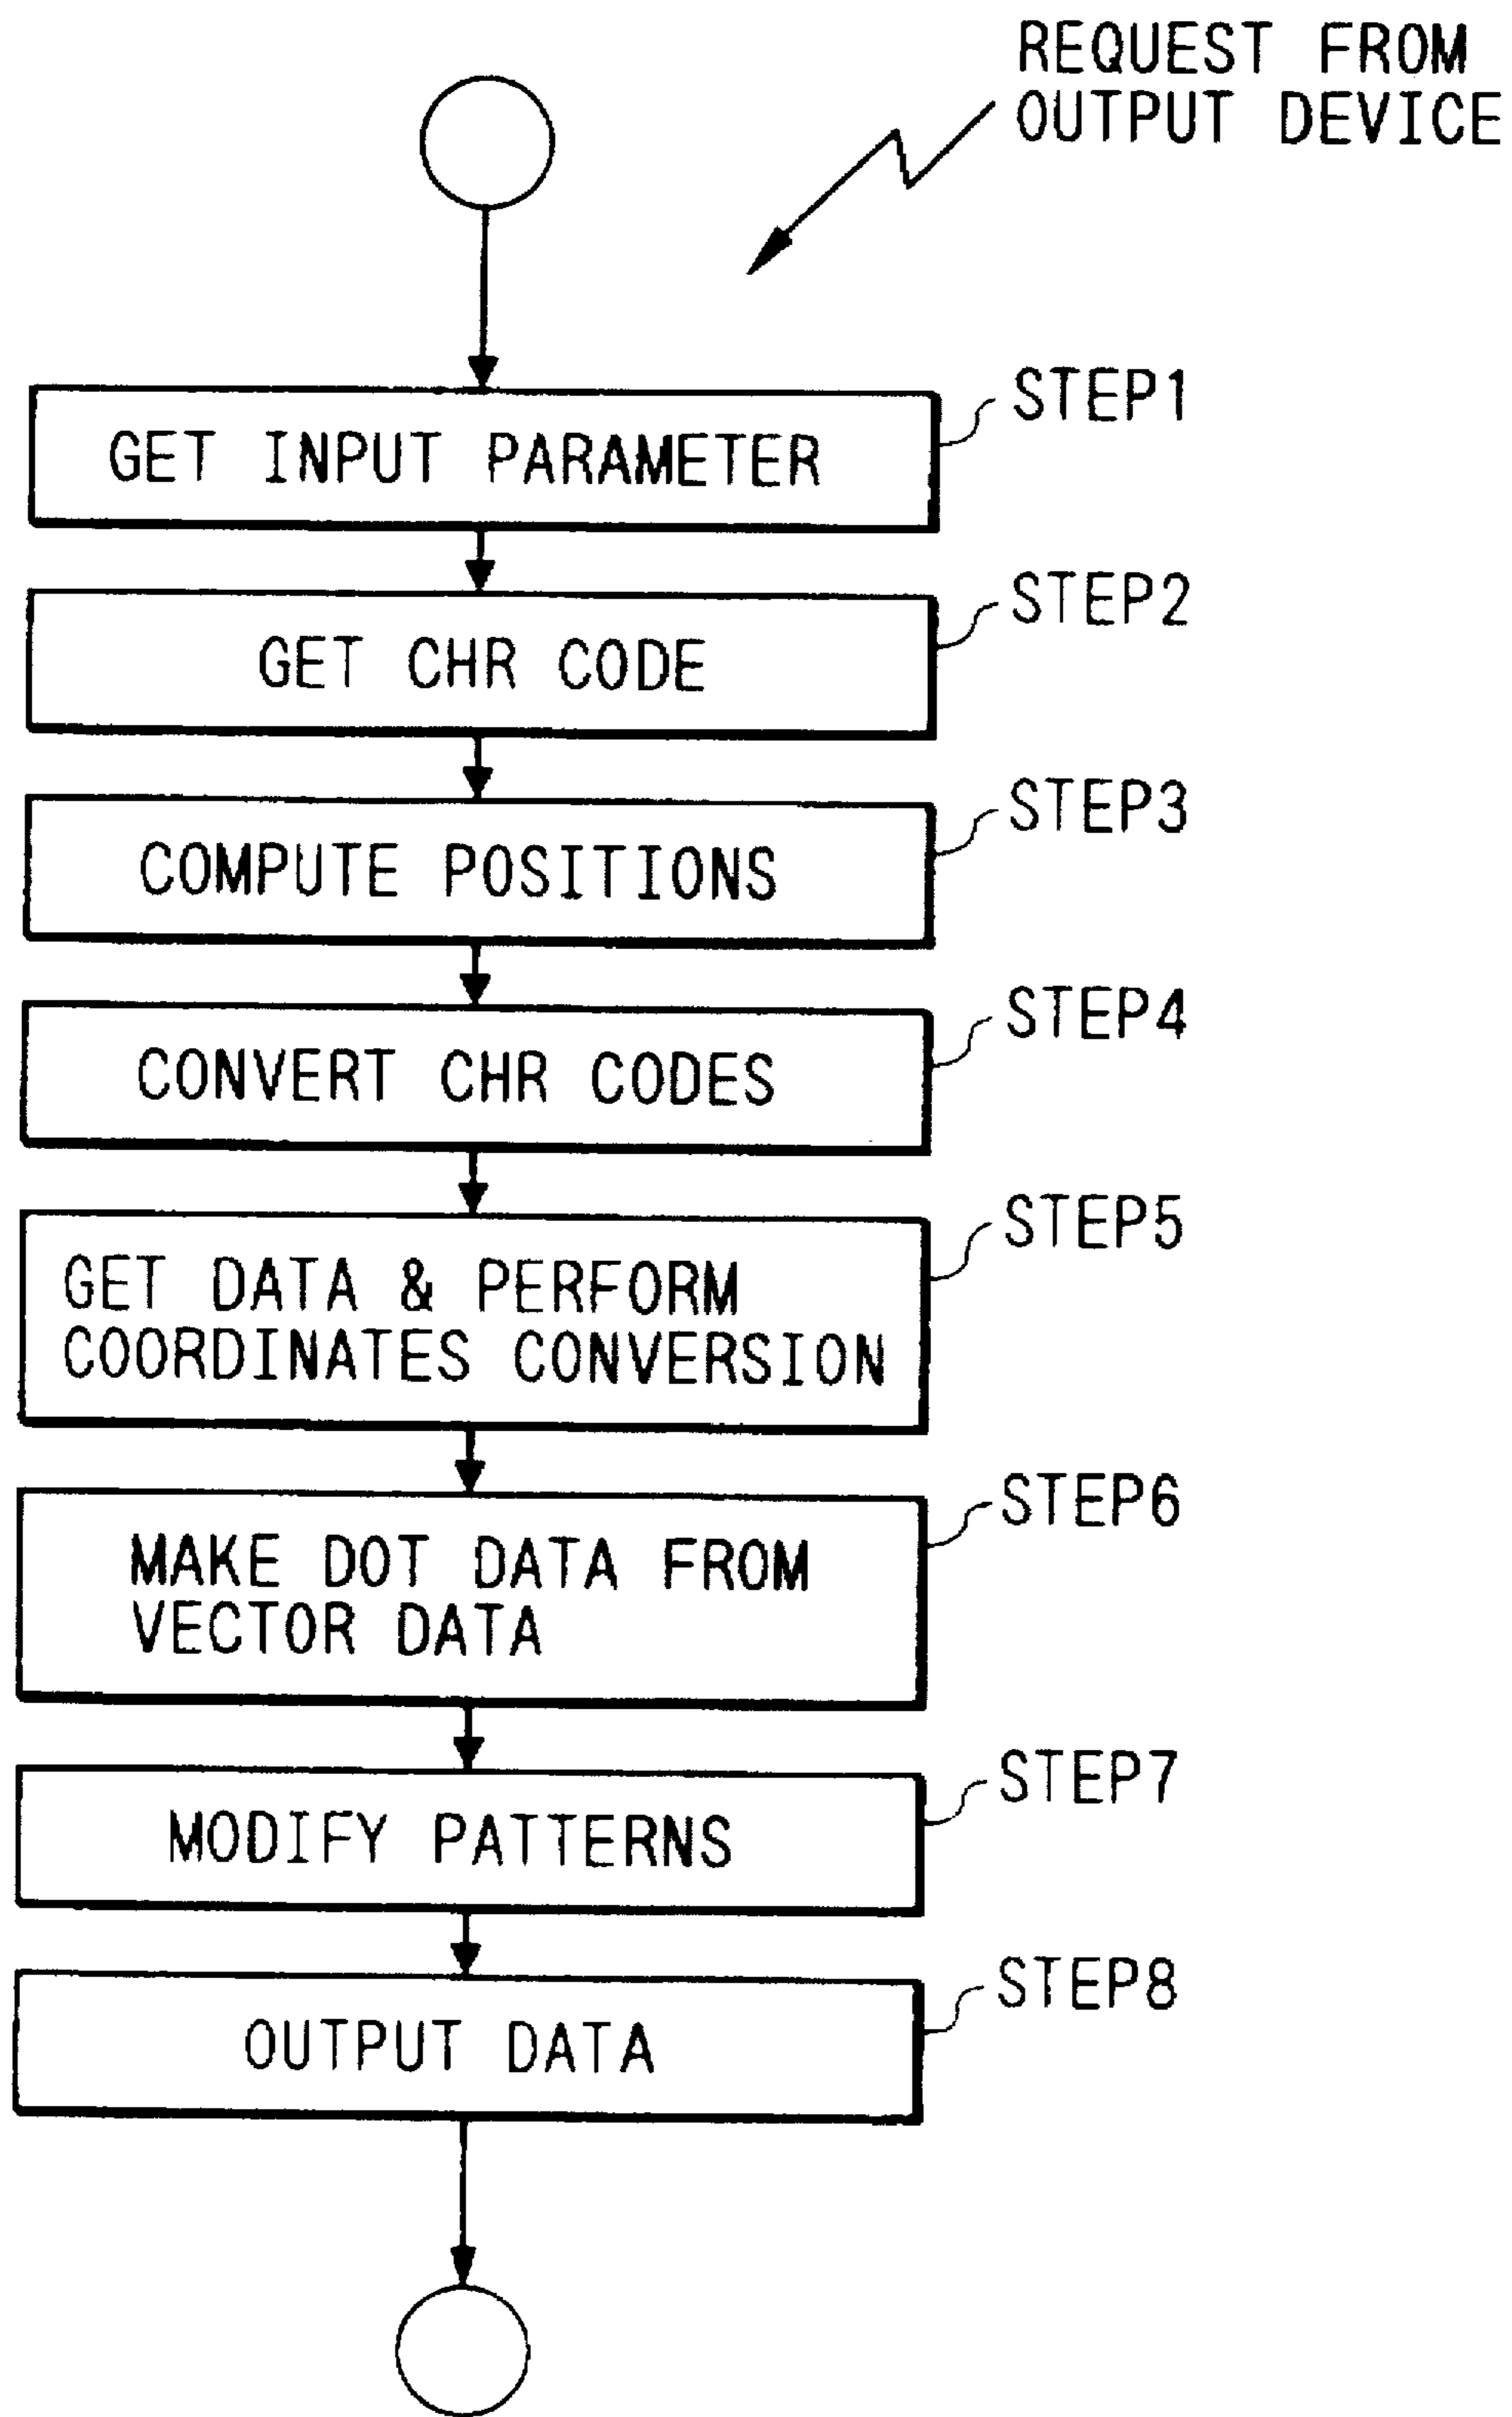 REQUEST FROM
OUTPUT DEVICE
STEP1
GET INPUT PARAMETER
STEP2
GET CHR CODE
STEP3
COMPUTE POSITIONS
STEP4
CONVERT CHR CODES
STEP5
GET DATA & PERFORM
COORDINATES CONVERSION
STEP6
MAKE DOT DATA FROM
VECTOR DATA
STEP7
MODIFY PATTERNS
STEP8
OUTPUT DATA